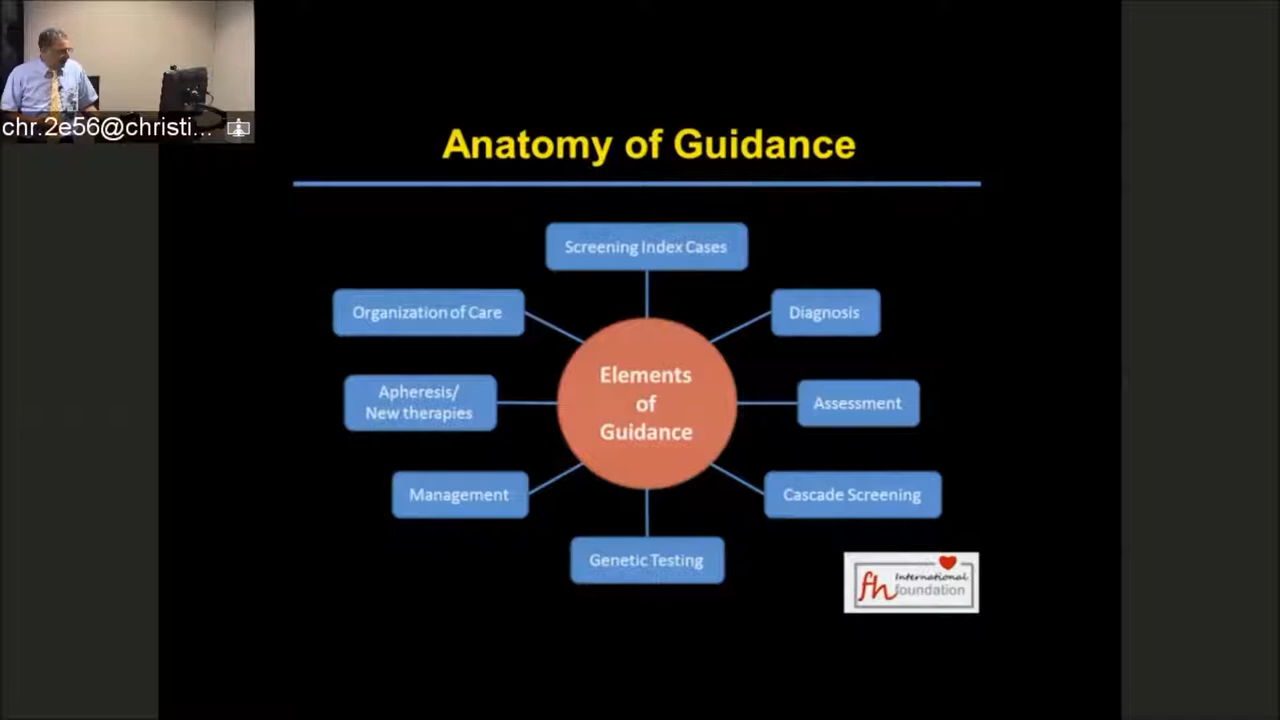 chr.2e56@christi...
Anatomy of Guidance
Screening Index Cases
Organization of Care
Diagnosis
Elements
of
Guidance
Apheresis/
New therapies
Assessment
Management
Cascade Screening
Genetic Testing
fh International
foundation